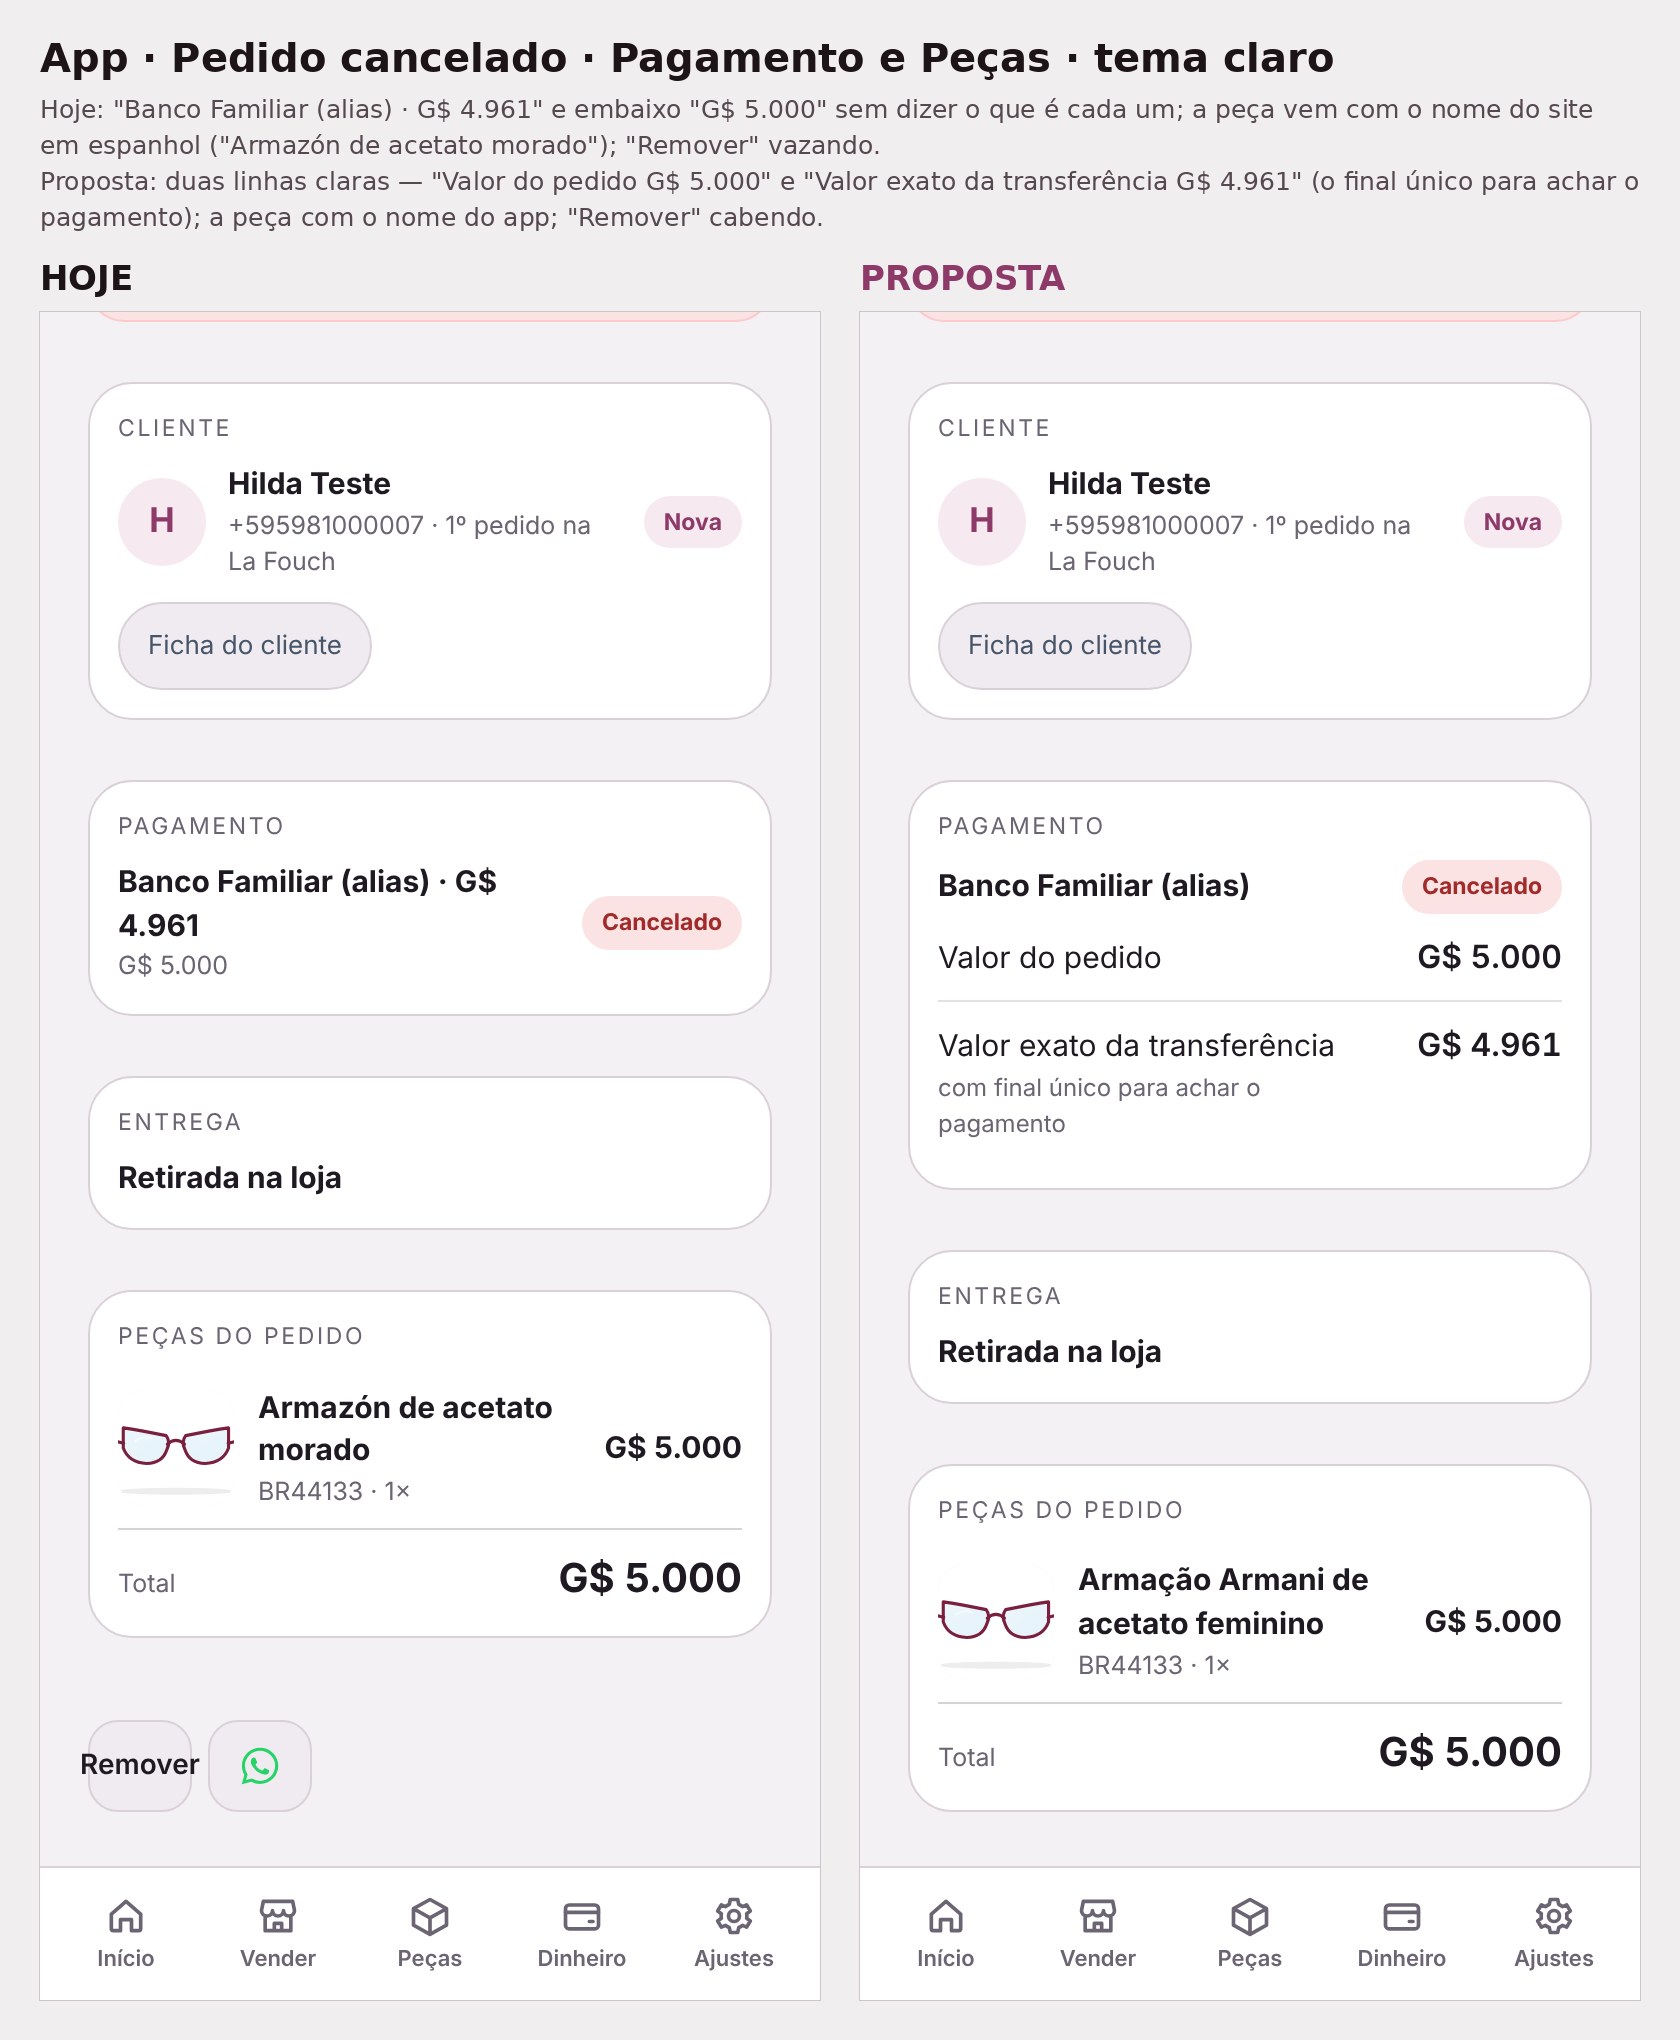 App · Pedido cancelado · Pagamento e Peças · tema claro
Hoje: "Banco Familiar (alias) · G$ 4.961" e embaixo "G$ 5.000" sem dizer o que é cada um; a peça vem com o nome do site
em espanhol ("Armazón de acetato morado"); "Remover" vazando.
Proposta: duas linhas claras — "Valor do pedido G$ 5.000" e "Valor exato da transferência G$ 4.961" (o final único para achar o
pagamento); a peça com o nome do app; "Remover" cabendo.
HOJE
CLIENTE
H
Hilda Teste
+595981000007 · 1º pedido na
La Fouch
Nova
Ficha do cliente
PAGAMENTO
Banco Familiar (alias) · G$
4.961
G$ 5.000
Cancelado
ENTREGA
Retirada na loja
PEÇAS DO PEDIDO
Armazón de acetato
morado
BR44133 · 1×
G$ 5.000
Total
G$ 5.000
Remover
Início
Vender
Peças
Dinheiro
Ajustes
PROPOSTA
CLIENTE
H
Hilda Teste
+595981000007 · 1º pedido na
La Fouch
Nova
Ficha do cliente
PAGAMENTO
Banco Familiar (alias)
Cancelado
Valor do pedido
G$ 5.000
Valor exato da transferência
G$ 4.961
com final único para achar o
pagamento
ENTREGA
Retirada na loja
PEÇAS DO PEDIDO
Armação Armani de
acetato feminino
BR44133 · 1×
G$ 5.000
Total
G$ 5.000
Início
Vender
Peças
Dinheiro
Ajustes